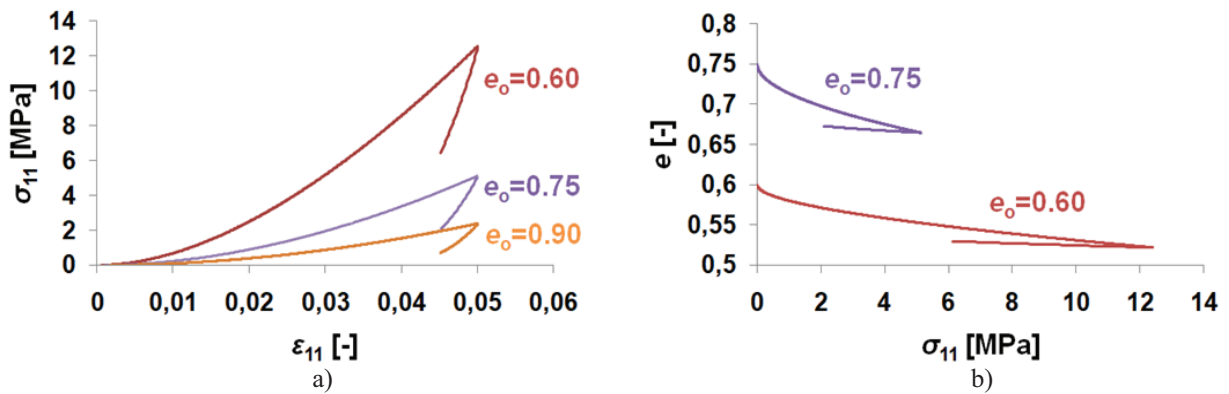 14
12
10
8
6
4
2
0
σ11 [MPa]
0 0,01 0,02 0,03 0,04 0,05 0,06
ε11 [-]
eo=0.60
eo=0.75
eo=0.90
a)
0,8
0,75
0,7
0,65
0,6
0,55
0,5
e [-]
0 2 4 6 8 10 12 14
σ11 [MPa]
eo=0.75
eo=0.60
b)